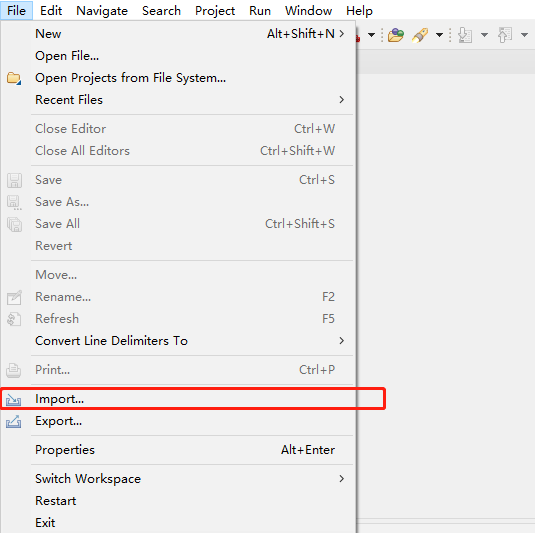 File Edit Navigate Search Project Run Window Help
New Alt+Shift+N
Open File...
Open Projects from File System...
Recent Files
Close Editor Ctrl+W
Close All Editors Ctrl+Shift+W
Save Ctrl+S
Save As...
Save All Ctrl+Shift+S
Revert
Move...
Rename... F2
Refresh F5
Convert Line Delimiters To
Print... Ctrl+P
Import...
Export...
Properties Alt+Enter
Switch Workspace
Restart
Exit